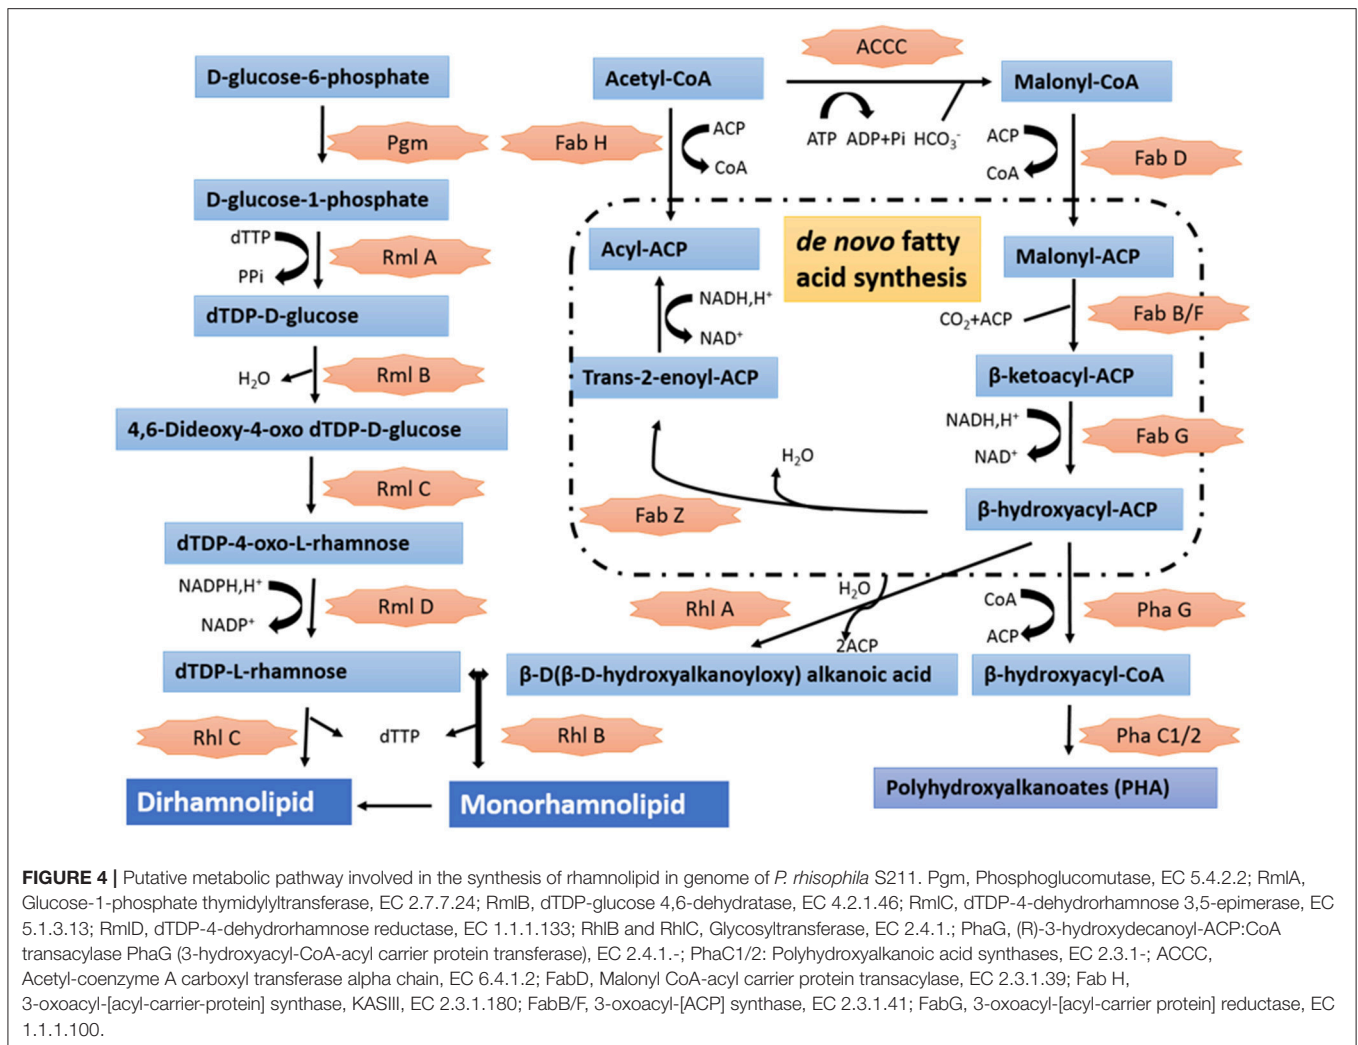 D-glucose-6-phosphate
Pgm
D-glucose-1-phosphate
dTTP
PPi
Rml A
dTDP-D-glucose
H₂O
Rml B
4,6-Dideoxy-4-oxo dTDP-D-glucose
Rml C
dTDP-4-oxo-L-rhamnose
NADPH,H⁺
NADP⁺
Rml D
dTDP-L-rhamnose
Rhl C
dTTP
Rhl B
Dirhamnolipid
Monorhamnolipid
Acetyl-CoA
ACCC
Malonyl-CoA
ATP
ADP+Pi
HCO₃⁻
Fab H
ACP
CoA
ACP
CoA
Fab D
de novo fatty
acid synthesis
Acyl-ACP
Malonyl-ACP
NADH,H⁺
NAD⁺
CO₂+ACP
Fab B/F
Trans-2-enoyl-ACP
β-ketoacyl-ACP
NADH,H⁺
NAD⁺
Fab G
H₂O
Fab Z
β-hydroxyacyl-ACP
Rhl A
H₂O
2ACP
CoA
ACP
Pha G
β-D(β-D-hydroxyalkanoyloxy) alkanoic acid
β-hydroxyacyl-CoA
Pha C1/2
Polyhydroxyalkanoates (PHA)
FIGURE 4 | Putative metabolic pathway involved in the synthesis of rhamnolipid in genome of P. rhisophila S211. Pgm, Phosphoglucomutase, EC 5.4.2.2; RmlA,
Glucose-1-phosphate thymidylyltransferase, EC 2.7.7.24; RmlB, dTDP-glucose 4,6-dehydratase, EC 4.2.1.46; RmlC, dTDP-4-dehydrorhamnose 3,5-epimerase, EC
5.1.3.13; RmlD, dTDP-4-dehydrorhamnose reductase, EC 1.1.1.133; RhlB and RhlC, Glycosyltransferase, EC 2.4.1.; PhaG, (R)-3-hydroxydecanoyl-ACP:CoA
transacylase PhaG (3-hydroxyacyl-CoA-acyl carrier protein transferase), EC 2.4.1.-; PhaC1/2: Polyhydroxyalkanoic acid synthases, EC 2.3.1-; ACCC,
Acetyl-coenzyme A carboxyl transferase alpha chain, EC 6.4.1.2; FabD, Malonyl CoA-acyl carrier protein transacylase, EC 2.3.1.39; Fab H,
3-oxoacyl-[acyl-carrier-protein] synthase, KASIII, EC 2.3.1.180; FabB/F, 3-oxoacyl-[ACP] synthase, EC 2.3.1.41; FabG, 3-oxoacyl-[acyl-carrier protein] reductase, EC
1.1.1.100.